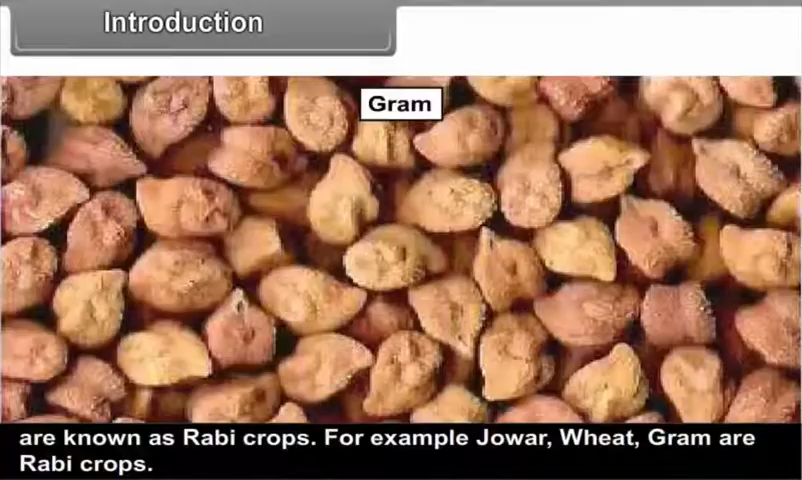 Introduction
Gram
are known as Rabi crops. For example Jowar, Wheat, Gram are
Rabi crops.